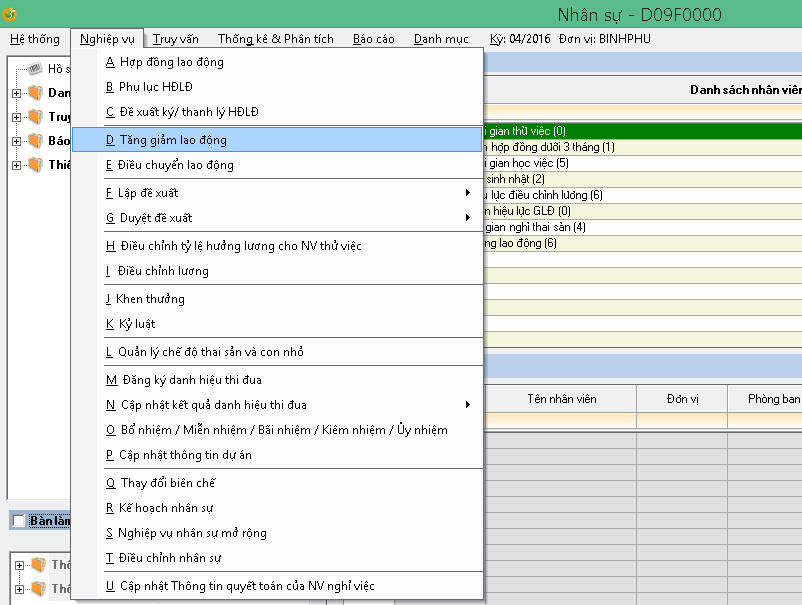 Nhân sự - D09F0000
Hệ thống Nghiệp vụ Truy vấn Thống kê & Phân tích Báo cáo Danh mục Kỳ: 04/2016 Đơn vị: BINHPHU
Hồ s
Dan
Truy
Báo
Thiế
A Hợp đồng lao động
B Phụ lục HĐLĐ
C Đề xuất ký/ thanh lý HĐLĐ
D Tăng giảm lao động
E Điều chuyển lao động
F Lập đề xuất
G Duyệt đề xuất
H Điều chỉnh tỷ lệ hưởng lương cho NV thử việc
I Điều chỉnh lương
J Khen thưởng
K Kỷ luật
L Quản lý chế độ thai sản và con nhỏ
M Đăng ký danh hiệu thi đua
N Cập nhật kết quả danh hiệu thi đua
O Bổ nhiệm / Miễn nhiệm / Bãi nhiệm / Kiêm nhiệm / Ủy nhiệm
P Cập nhật thông tin dự án
Q Thay đổi biên chế
R Kế hoạch nhân sự
S Nghiệp vụ nhân sự mở rộng
T Điều chỉnh nhân sự
U Cập nhật Thông tin quyết toán của NV nghỉ việc
Danh sách nhân viên
i gian thử việc (0)
n hợp đồng dưới 3 tháng (1)
i gian học việc (5)
sinh nhật (2)
u lực điều chỉnh lương (6)
n hiệu lực GLĐ (0)
gian nghỉ thai sản (4)
ng lao động (6)
Tên nhân viên Đơn vị Phòng ban
Bàn làm
Thố
Thố